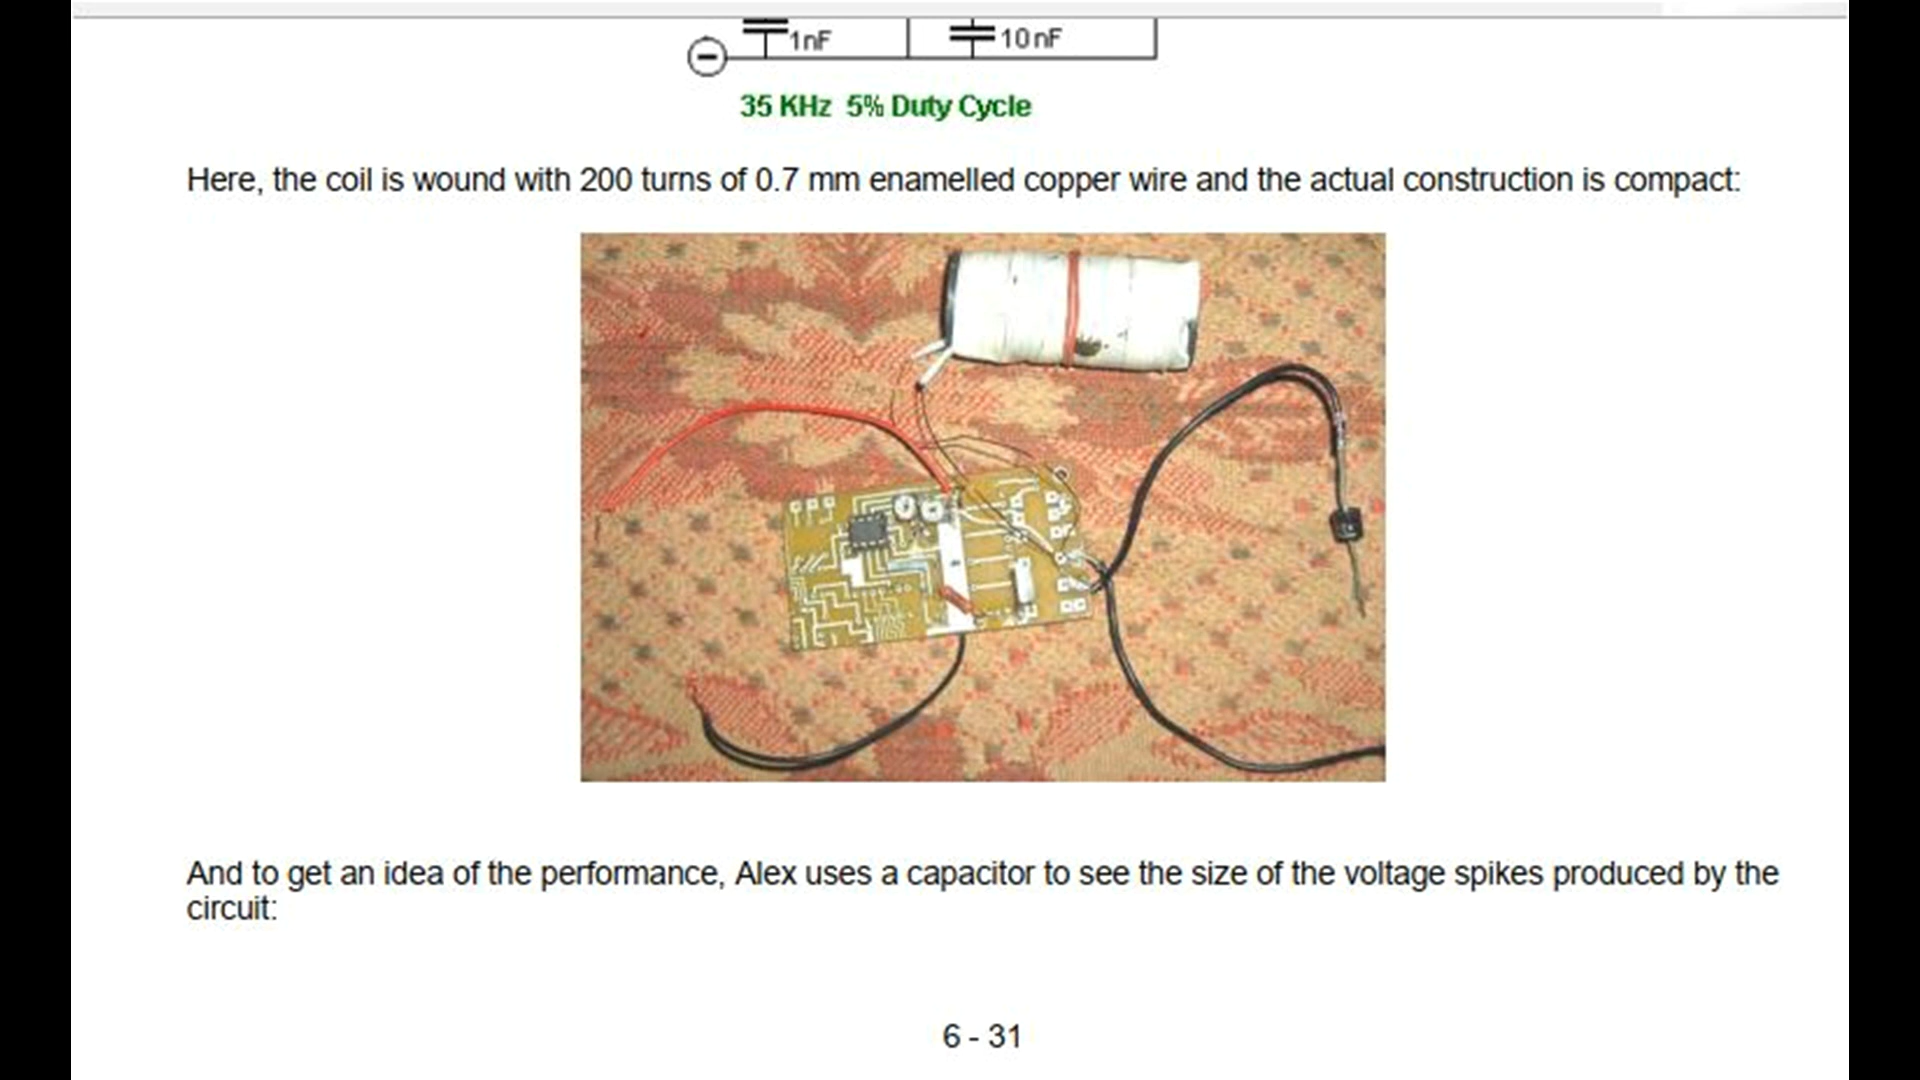 1nF
10nF
35 KHz 5% Duty Cycle
Here, the coil is wound with 200 turns of 0.7 mm enamelled copper wire and the actual construction is compact:
And to get an idea of the performance, Alex uses a capacitor to see the size of the voltage spikes produced by the
circuit:
6 - 31